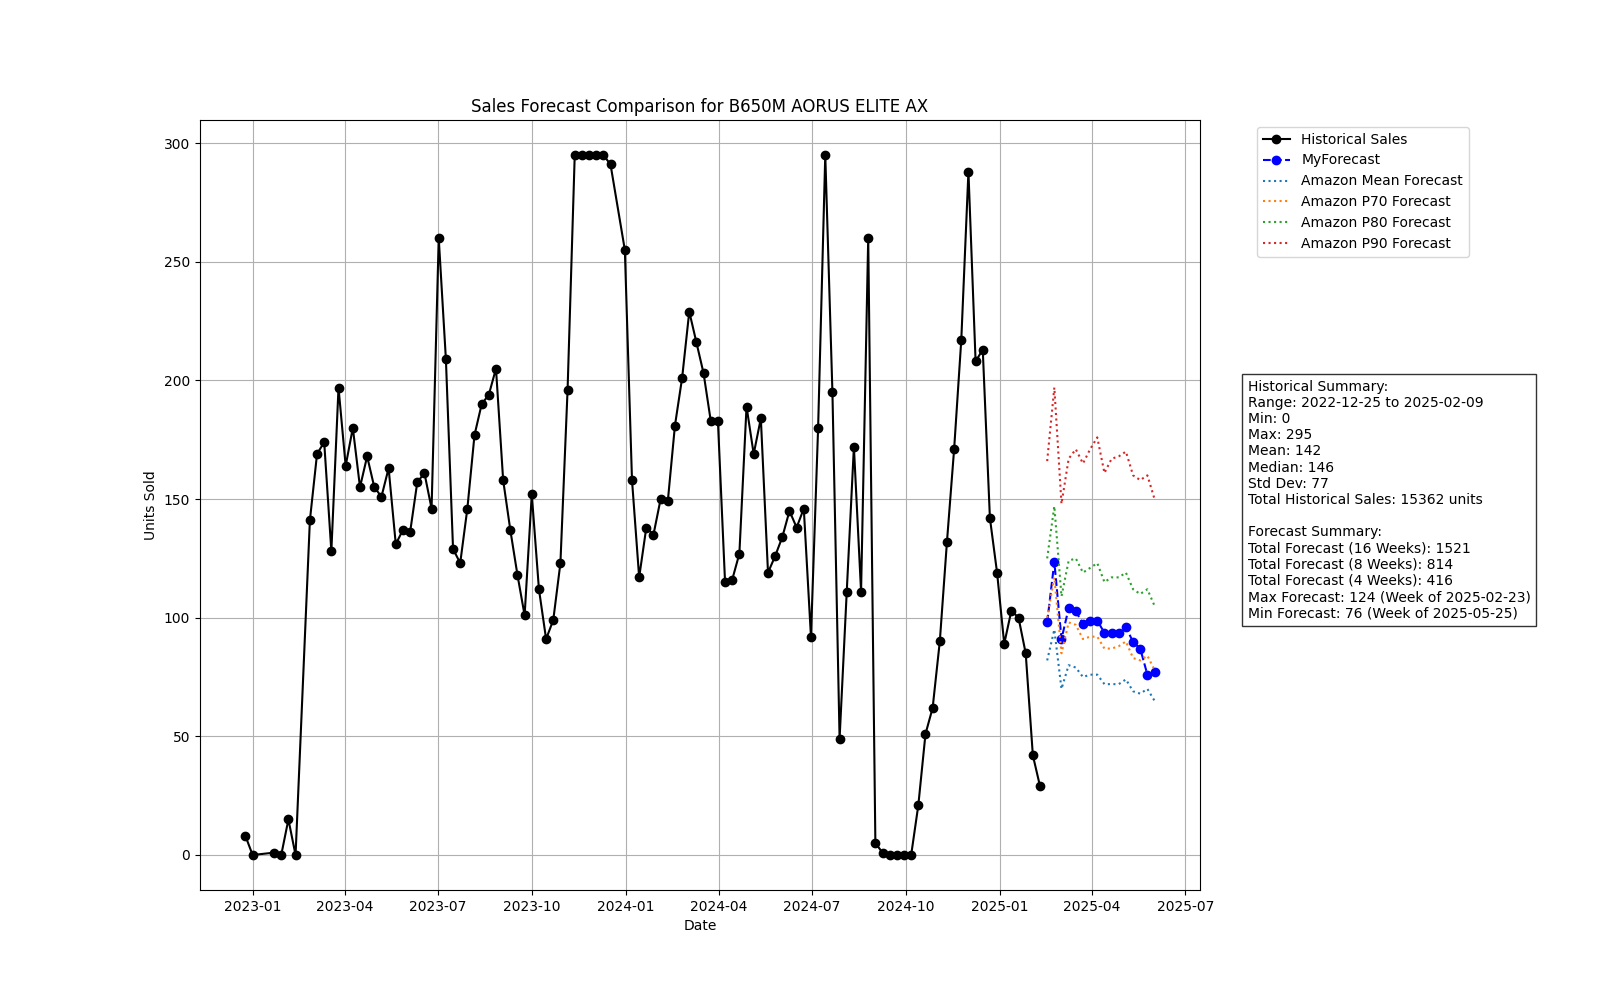 Sales Forecast Comparison for B650M AORUS ELITE AX
Units Sold
300
250
200
150
100
50
0
2023-01
2023-04
2023-07
2023-10
2024-01
2024-04
2024-07
2024-10
2025-01
2025-04
2025-07
Date
Historical Sales
MyForecast
Amazon Mean Forecast
Amazon P70 Forecast
Amazon P80 Forecast
Amazon P90 Forecast
Historical Summary:
Range: 2022-12-25 to 2025-02-09
Min: 0
Max: 295
Mean: 142
Median: 146
Std Dev: 77
Total Historical Sales: 15362 units
Forecast Summary:
Total Forecast (16 Weeks): 1521
Total Forecast (8 Weeks): 814
Total Forecast (4 Weeks): 416
Max Forecast: 124 (Week of 2025-02-23)
Min Forecast: 76 (Week of 2025-05-25)